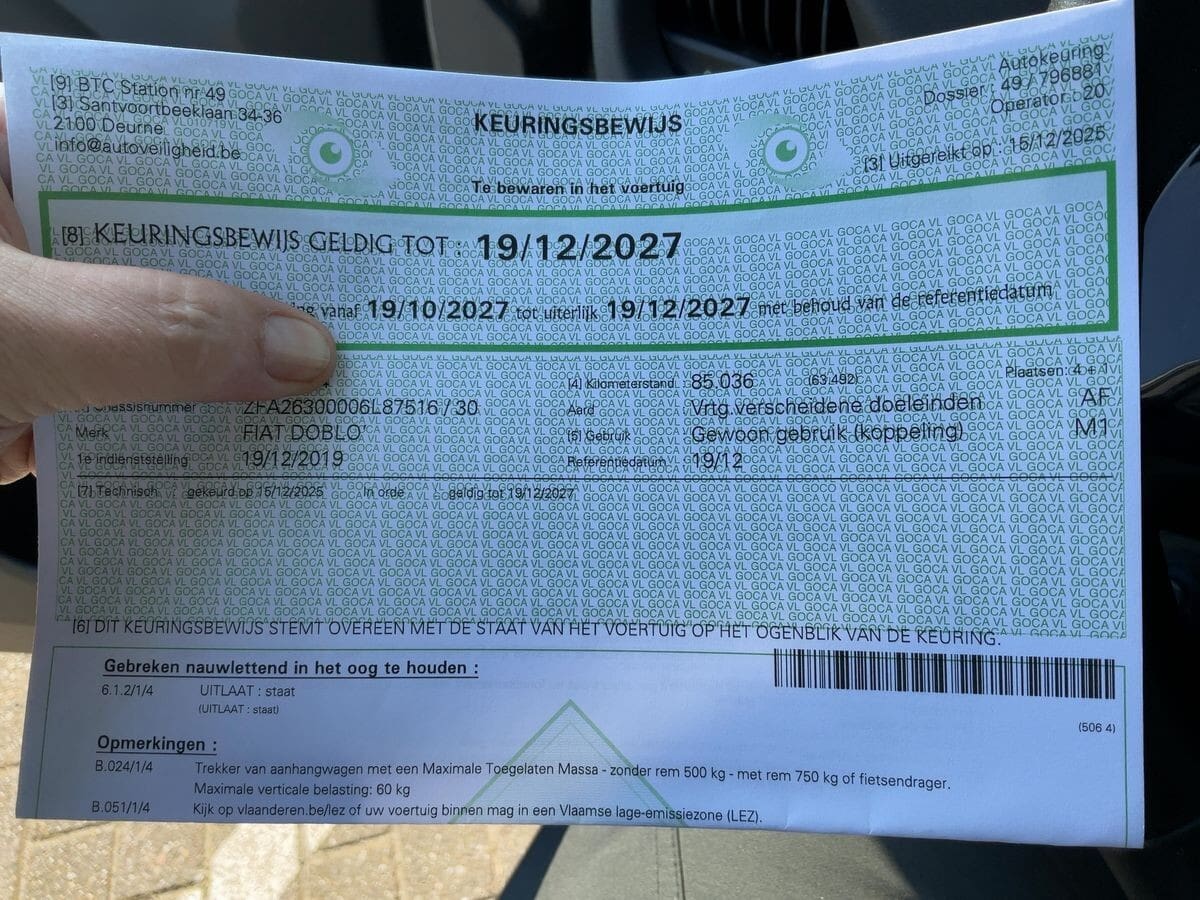 [9] BTC Station nr 49
[3] Santvoortbeeklaan 34-36
2100 Deurne
info@autoveiligheid.be
KEURINGSBEWIJS
Te bewaren in het voertuig
Autokeuring
Dossier : 49 / 796881
Operator : 20
[3] Uitgereikt op : 15/12/2025
[8] KEURINGSBEWIJS GELDIG TOT : 19/12/2027
vanaf 19/10/2027 tot uiterlijk 19/12/2027 met behoud van de referentiedatum
[4] Kilometerstand : 85.036 (63.492) Plaatsen: 4 + 1
Chassisnummer ZFA26300006L87516 / 30 Aard Vrtg.verscheidene doeleinden AF
Merk FIAT DOBLO' [5] Gebruik Gewoon gebruik (koppeling) M1
1e indienststelling 19/12/2019 Referentiedatum : 19/12
[7] Technisch : gekeurd op 15/12/2025 In orde geldig tot 19/12/2027
[6] DIT KEURINGSBEWIJS STEMT OVEREEN MET DE STAAT VAN HET VOERTUIG OP HET OGENBLIK VAN DE KEURING.
Gebreken nauwlettend in het oog te houden :
6.1.2/1/4 UITLAAT : staat
(UITLAAT : staat)
(506 4)
Opmerkingen :
B.024/1/4 Trekker van aanhangwagen met een Maximale Toegelaten Massa - zonder rem 500 kg - met rem 750 kg of fietsendrager.
Maximale verticale belasting: 60 kg
B.051/1/4 Kijk op vlaanderen.be/lez of uw voertuig binnen mag in een Vlaamse lage-emissiezone (LEZ).